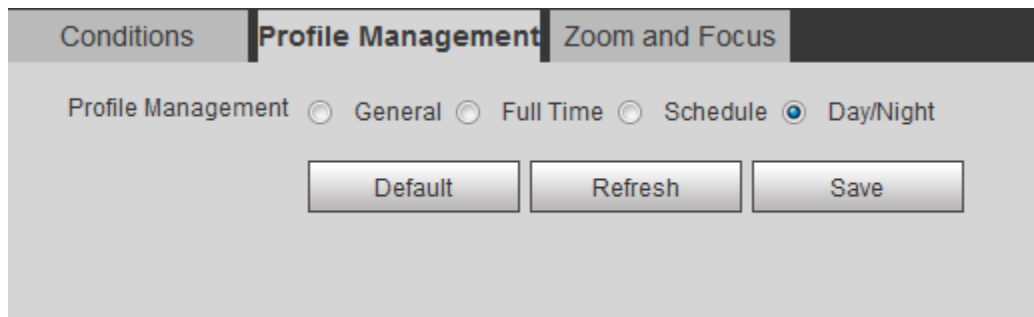 Conditions Profile Management Zoom and Focus
Profile Management General Full Time Schedule Day/Night
Default Refresh Save